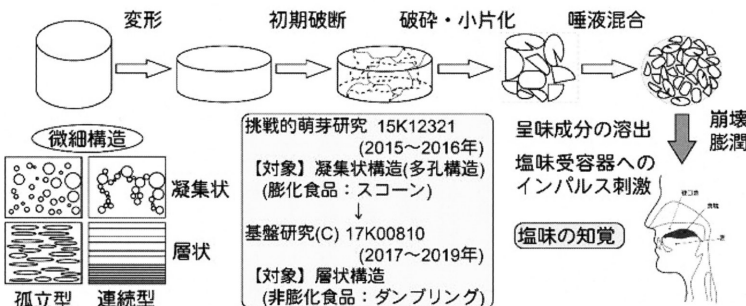 変形
初期破断
破砕・小片化
唾液混合
微細構造
凝集状
層状
孤立型
連続型
挑戦的萌芽研究 15K12321
(2015～2016年)
【対象】凝集状構造(多孔構造)
(膨化食品：スコーン)
↓
基盤研究(C) 17K00810
(2017～2019年)
【対象】層状構造
(非膨化食品：ダンブリング)
呈味成分の溶出
塩味受容器への
インパルス刺激
塩味の知覚
崩壊
膨潤